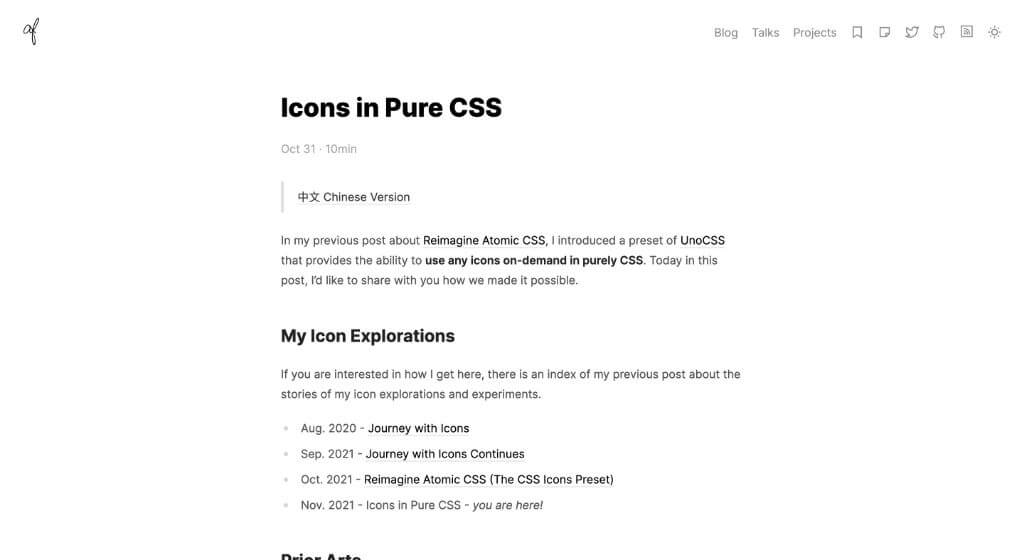 af
Blog Talks Projects
Icons in Pure CSS
Oct 31 · 10min
中文 Chinese Version
In my previous post about Reimagine Atomic CSS, I introduced a preset of UnoCSS
that provides the ability to use any icons on-demand in purely CSS. Today in this
post, I'd like to share with you how we made it possible.
My Icon Explorations
If you are interested in how I get here, there is an index of my previous post about the
stories of my icon explorations and experiments.
Aug. 2020 - Journey with Icons
Sep. 2021 - Journey with Icons Continues
Oct. 2021 - Reimagine Atomic CSS (The CSS Icons Preset)
Nov. 2021 - Icons in Pure CSS - you are here!
Prior Arts